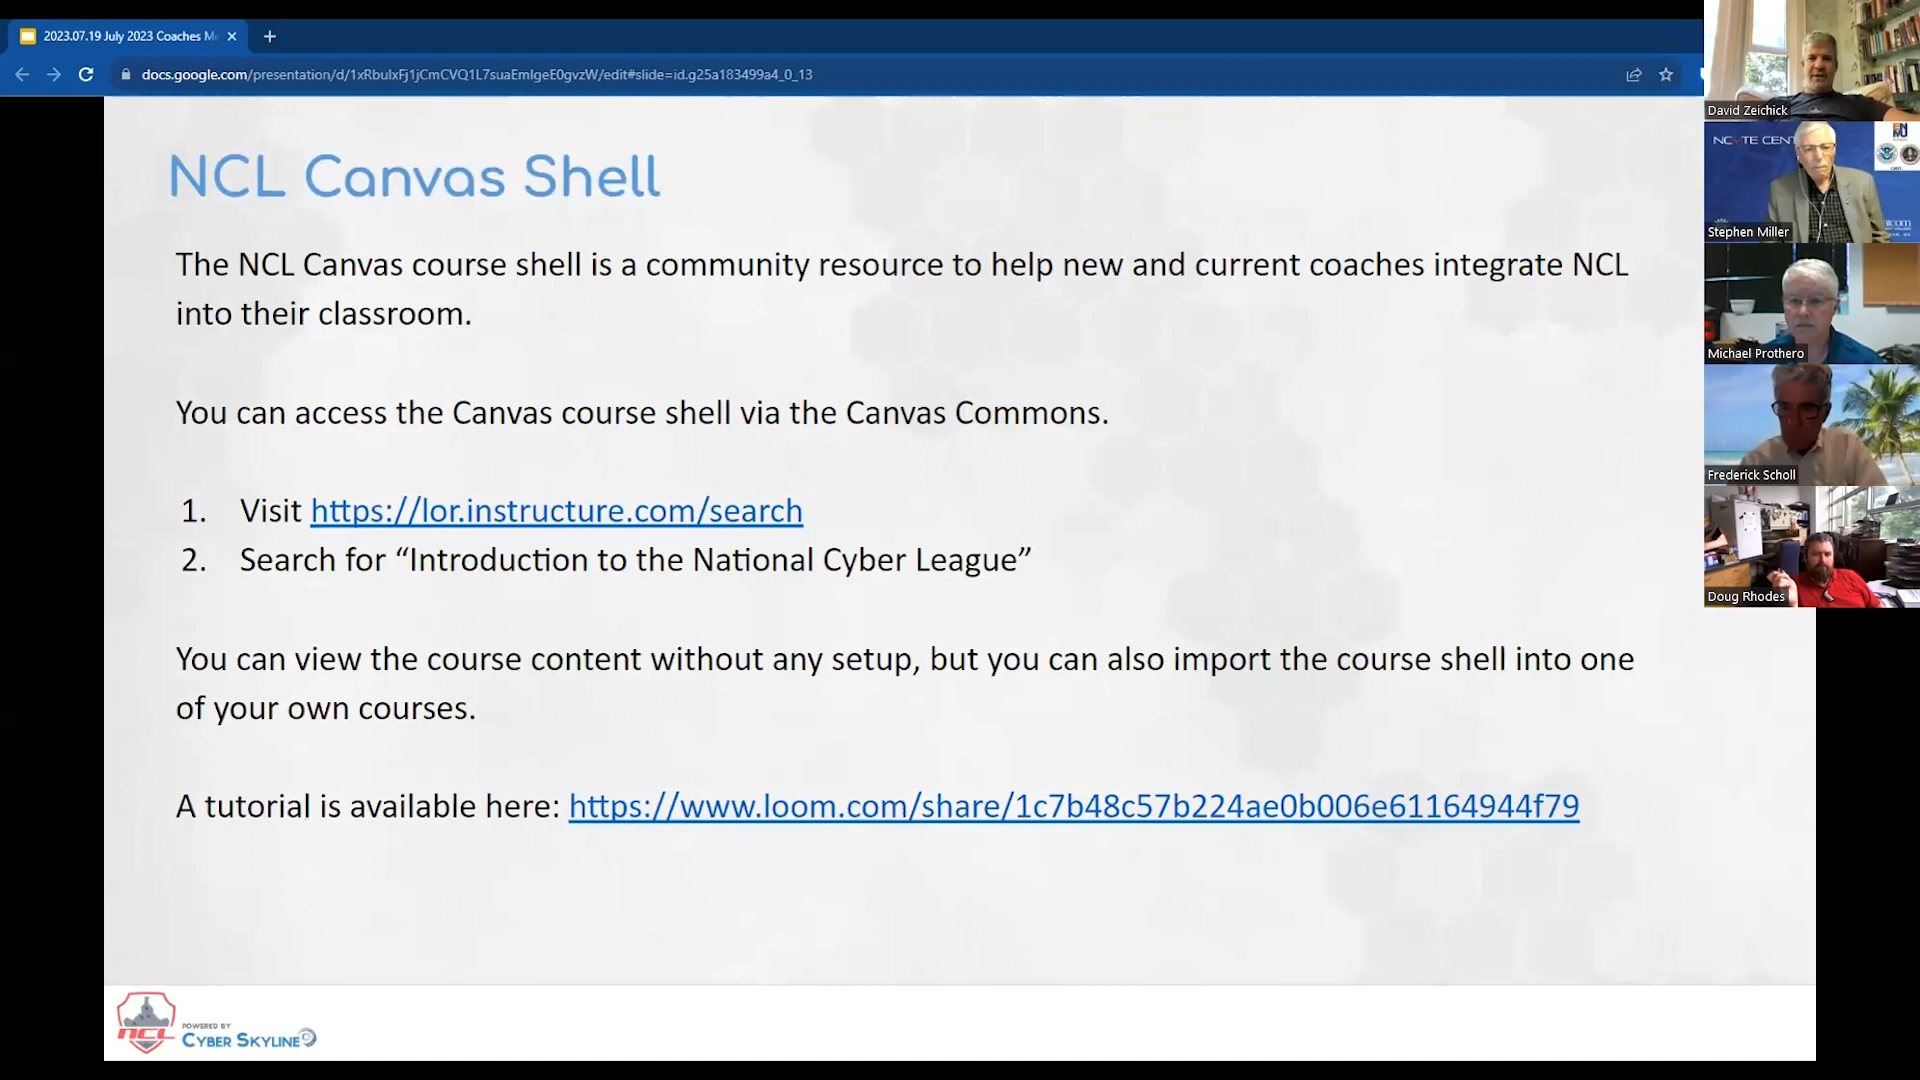 2023.07.19 July 2023 Coaches M
docs.google.com/presentation/d/1xRbuIxFj1jCmCVQ1L7suaEmIgeE0gvzW/edit#slide=id.g25a183499a4_0_13
NCL Canvas Shell
The NCL Canvas course shell is a community resource to help new and current coaches integrate NCL
into their classroom.
You can access the Canvas course shell via the Canvas Commons.
1. Visit https://lor.instructure.com/search
2. Search for “Introduction to the National Cyber League”
You can view the course content without any setup, but you can also import the course shell into one
of your own courses.
A tutorial is available here: https://www.loom.com/share/1c7b48c57b224ae0b006e61164944f79
NCL
POWERED BY
CYBER SKYLINE
David Zeichick
Stephen Miller
Michael Prothero
Frederick Scholl
Doug Rhodes